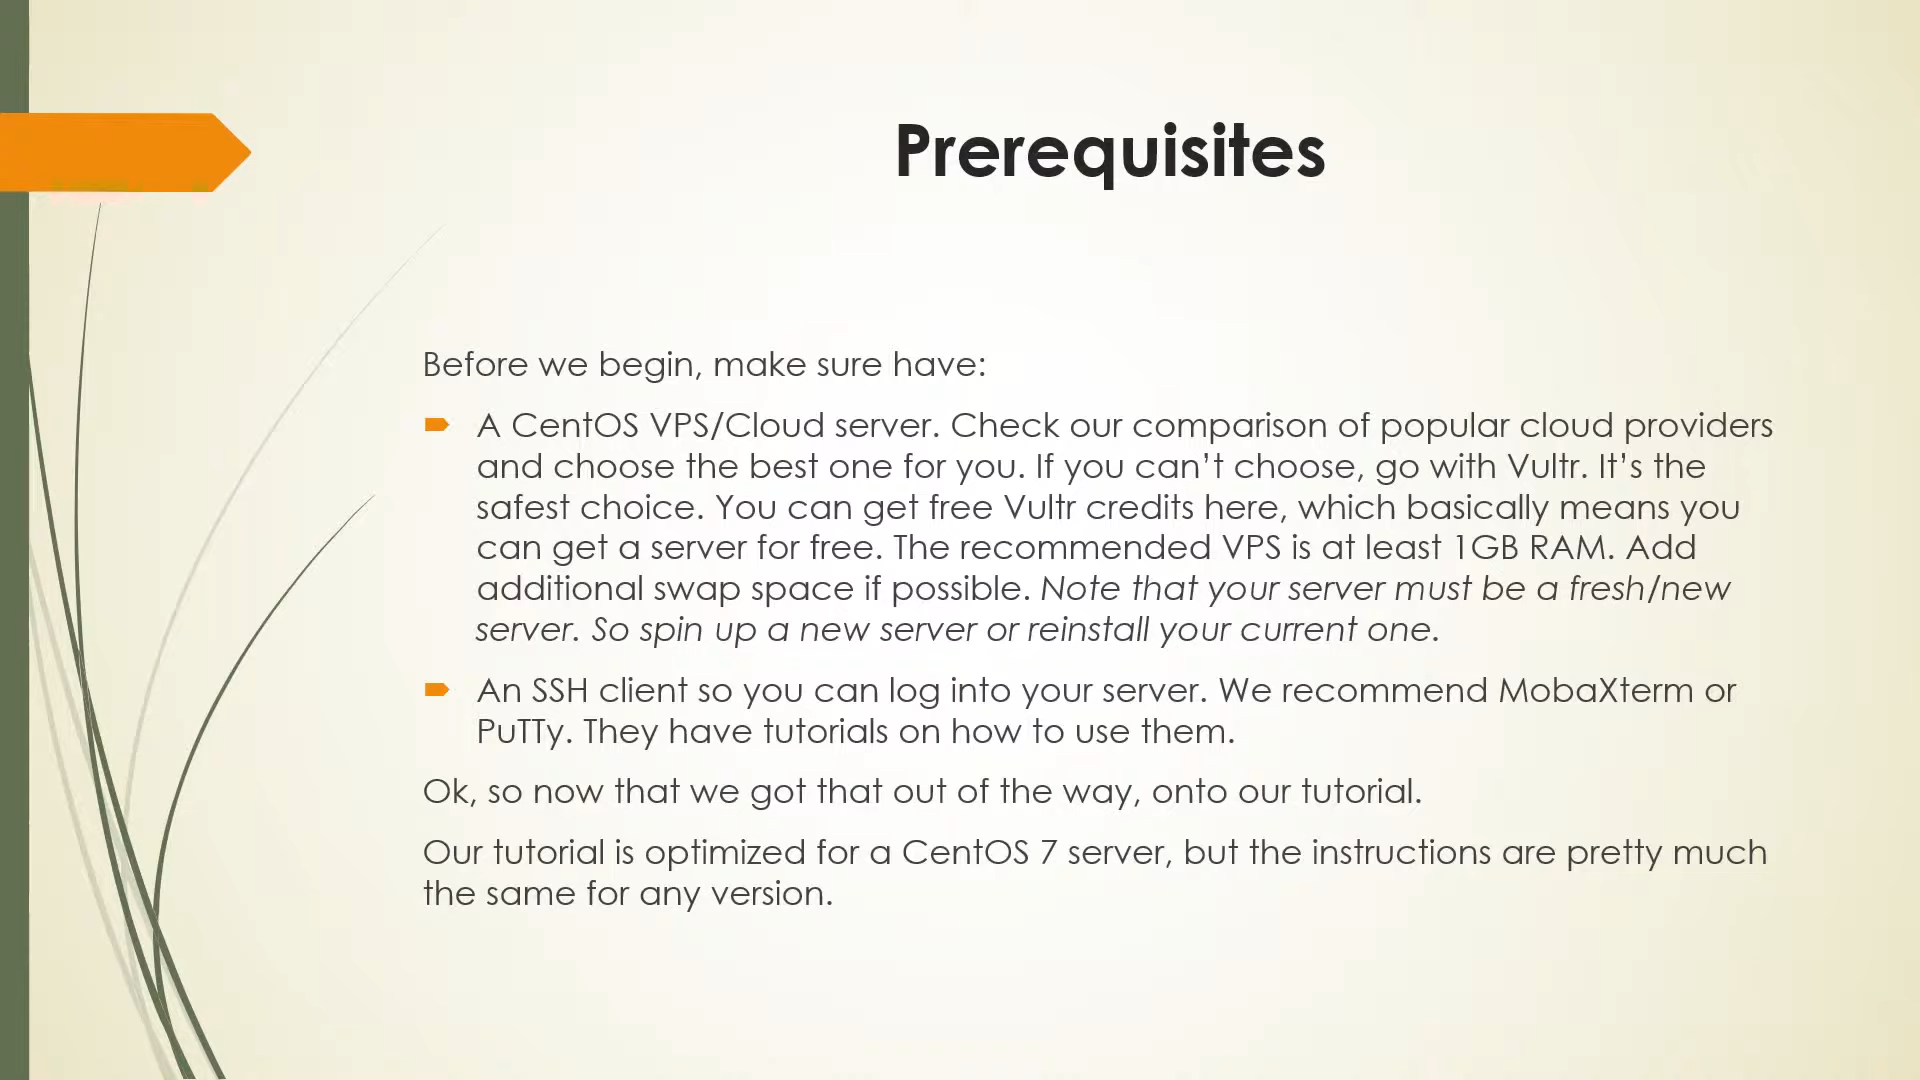 Prerequisites
Before we begin, make sure have:
A CentOS VPS/Cloud server. Check our comparison of popular cloud providers
and choose the best one for you. If you can’t choose, go with Vultr. It’s the
safest choice. You can get free Vultr credits here, which basically means you
can get a server for free. The recommended VPS is at least 1GB RAM. Add
additional swap space if possible. Note that your server must be a fresh/new
server. So spin up a new server or reinstall your current one.
An SSH client so you can log into your server. We recommend MobaXterm or
PuTTy. They have tutorials on how to use them.
Ok, so now that we got that out of the way, onto our tutorial.
Our tutorial is optimized for a CentOS 7 server, but the instructions are pretty much
the same for any version.